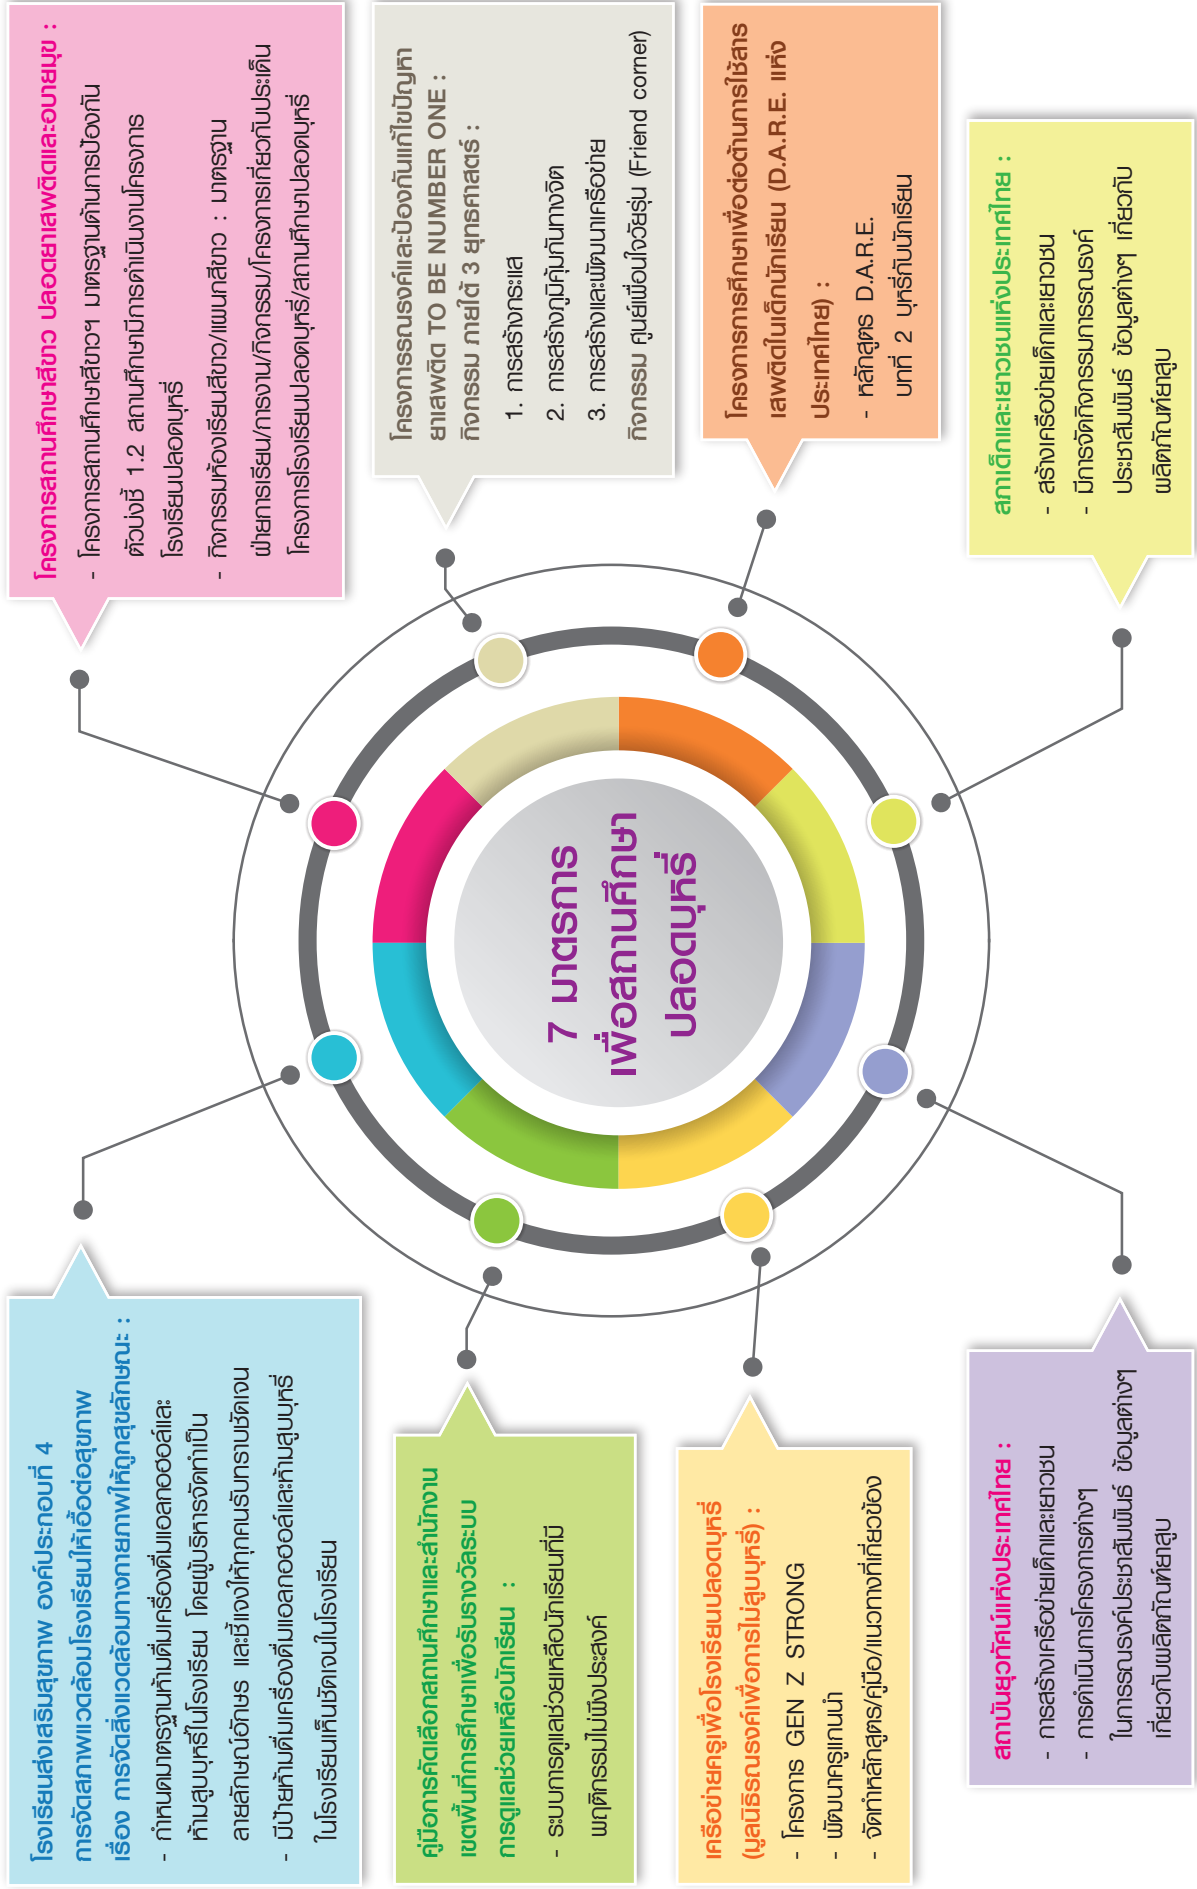 โรงเรียนส่งเสริมสุขภาพ องค์ประกอบที่ 4
การจัดสภาพแวดล้อมโรงเรียนให้เอื้อต่อสุขภาพ
เรื่อง การจัดสิ่งแวดล้อมทางกายภาพให้ถูกสุขลักษณะ :
- กำหนดมาตรฐานห้ามดื่มเครื่องดื่มแอลกอฮอล์และ
ห้ามสูบบุหรี่ในโรงเรียน โดยผู้บริหารจัดทำเป็น
ลายลักษณ์อักษร และชี้แจงให้ทุกคนรับทราบชัดเจน
- มีป้ายห้ามดื่มเครื่องดื่มแอลกอฮอล์และห้ามสูบบุหรี่
ในโรงเรียนเห็นชัดเจนในโรงเรียน
โครงการสถานศึกษาสีขาว ปลอดยาเสพติดและอบายมุข :
- โครงการสถานศึกษาสีขาวฯ มาตรฐานด้านการป้องกัน
ตัวบ่งชี้ 1.2 สถานศึกษามีการดำเนินงานโครงการ
โรงเรียนปลอดบุหรี่
- กิจกรรมห้องเรียนสีขาว/แผนกสีขาว : มาตรฐาน
ฝ่ายการเรียน/การงาน/กิจกรรม/โครงการเกี่ยวกับประเด็น
โครงการโรงเรียนปลอดบุหรี่/สถานศึกษาปลอดบุหรี่
คู่มือการคัดเลือกสถานศึกษาและสำนักงาน
เขตพื้นที่การศึกษาเพื่อรับรางวัลระบบ
การดูแลช่วยเหลือนักเรียน :
- ระบบการดูแลช่วยเหลือนักเรียนที่มี
พฤติกรรมไม่พึงประสงค์
โครงการรณรงค์และป้องกันแก้ไขปัญหา
ยาเสพติด TO BE NUMBER ONE :
กิจกรรม ภายใต้ 3 ยุทธศาสตร์ :
1. การสร้างกระแส
2. การสร้างภูมิคุ้มกันทางจิต
3. การสร้างและพัฒนาเครือข่าย
กิจกรรม ศูนย์เพื่อนใจวัยรุ่น (Friend corner)
7 มาตรการ
เพื่อสถานศึกษา
ปลอดบุหรี่
เครือข่ายครูเพื่อโรงเรียนปลอดบุหรี่
(มูลนิธิรณรงค์เพื่อการไม่สูบบุหรี่) :
- โครงการ GEN Z STRONG
- พัฒนาครูแกนนำ
- จัดทำหลักสูตร/คู่มือ/แนวทางที่เกี่ยวข้อง
โครงการการศึกษาเพื่อต่อต้านการใช้สาร
เสพติดในเด็กนักเรียน (D.A.R.E. แห่ง
ประเทศไทย) :
- หลักสูตร D.A.R.E.
บทที่ 2 บุหรี่กับนักเรียน
สถาบันยุวทัศน์แห่งประเทศไทย :
- การสร้างเครือข่ายเด็กและเยาวชน
- การดำเนินการโครงการต่างๆ
ในการรณรงค์ประชาสัมพันธ์ ข้อมูลต่างๆ
เกี่ยวกับผลิตภัณฑ์ยาสูบ
สภาเด็กและเยาวชนแห่งประเทศไทย :
- สร้างเครือข่ายเด็กและเยาวชน
- มีการจัดกิจกรรมการรณรงค์
ประชาสัมพันธ์ ข้อมูลต่างๆ เกี่ยวกับ
ผลิตภัณฑ์ยาสูบ